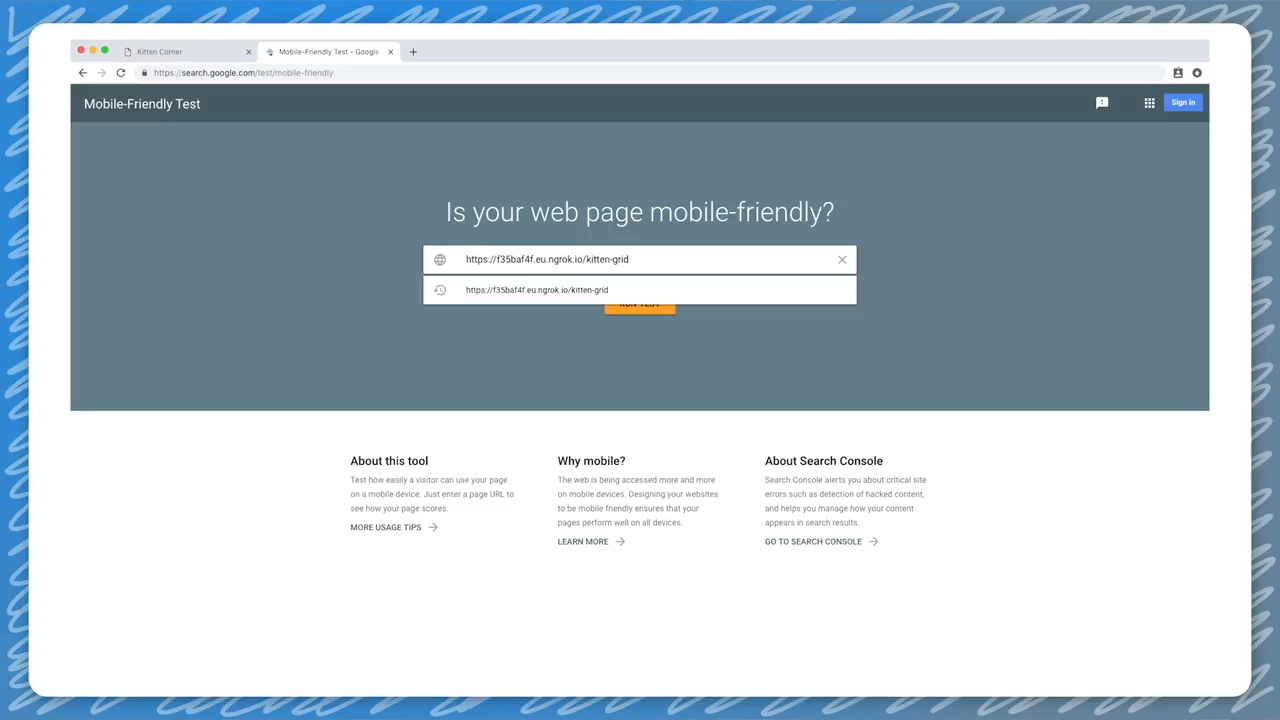 Kitten Corner
Mobile-Friendly Test - Google
https://search.google.com/test/mobile-friendly
Mobile-Friendly Test
Sign in
Is your web page mobile-friendly?
https://f35baf4f.eu.ngrok.io/kitten-grid
https://f35baf4f.eu.ngrok.io/kitten-grid
RUN TEST
About this tool
Test how easily a visitor can use your page
on a mobile device. Just enter a page URL to
see how your page scores.
MORE USAGE TIPS
Why mobile?
The web is being accessed more and more
on mobile devices. Designing your websites
to be mobile friendly ensures that your
pages perform well on all devices.
LEARN MORE
About Search Console
Search Console alerts you about critical site
errors such as detection of hacked content,
and helps you manage how your content
appears in search results.
GO TO SEARCH CONSOLE